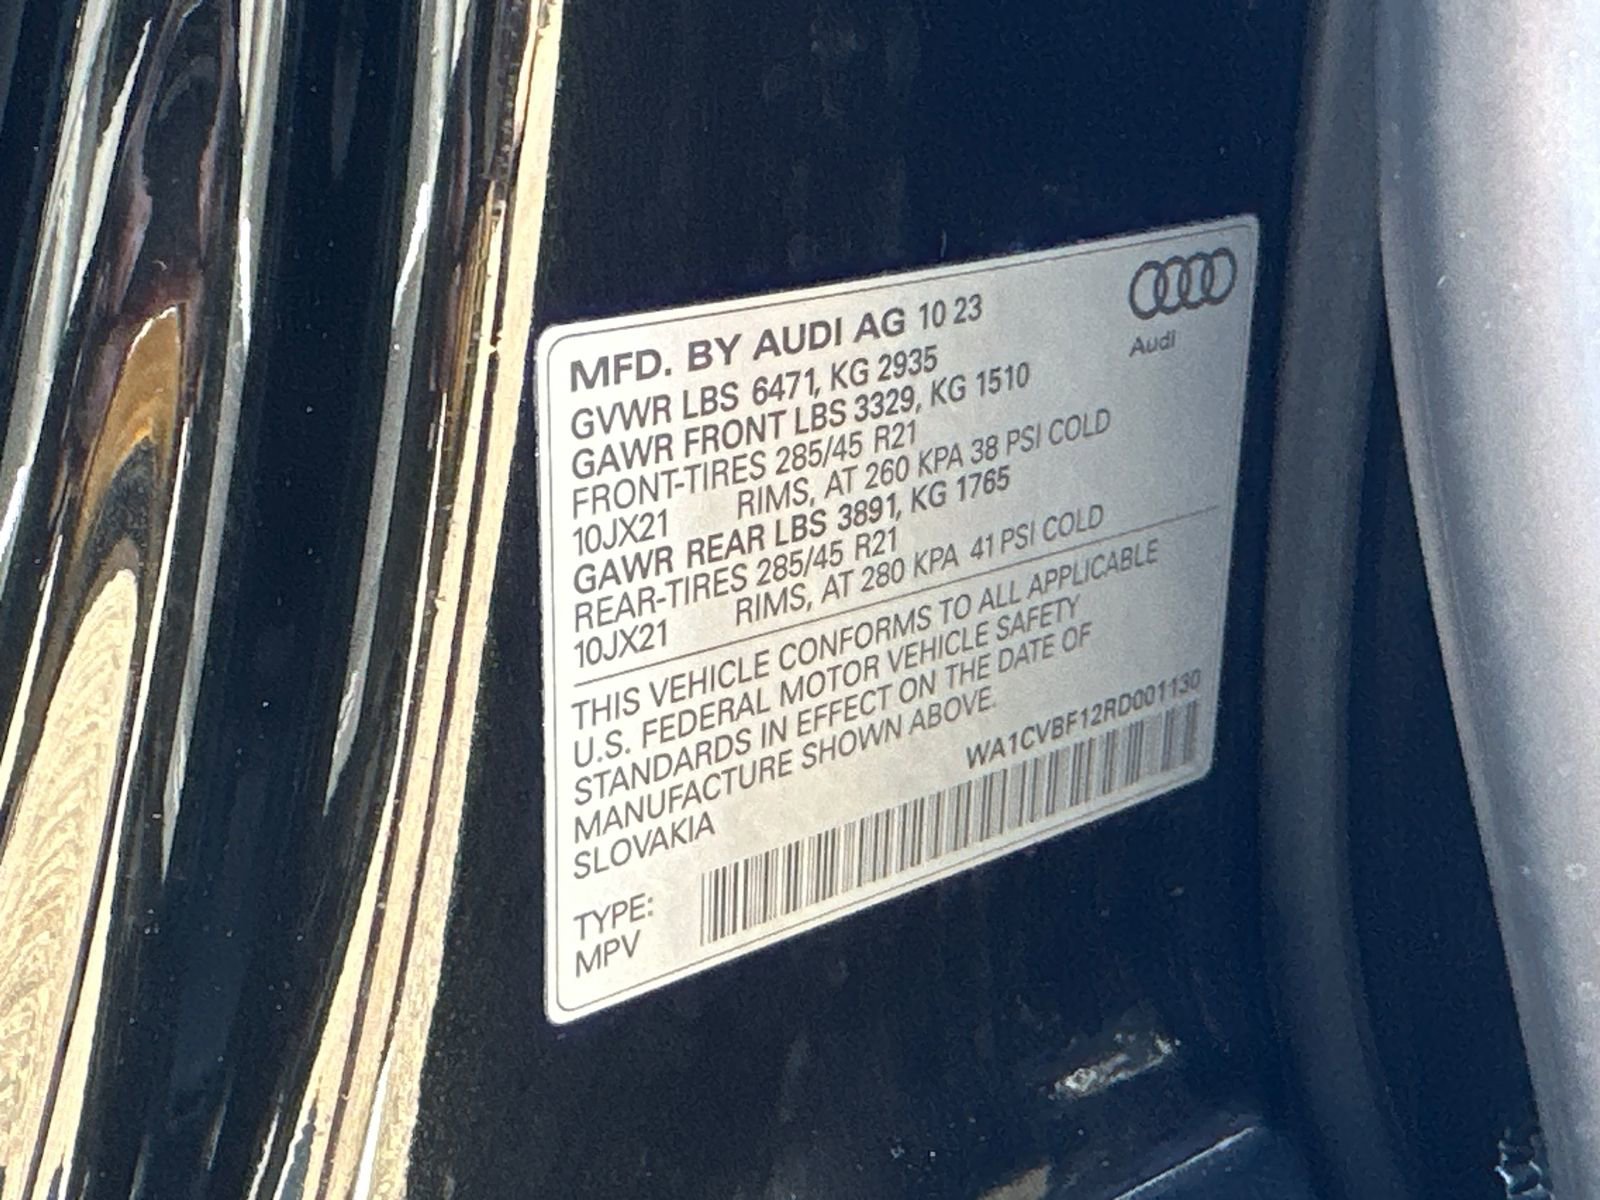 MFD. BY AUDI AG 10 23
Audi
GVWR LBS 6471, KG 2935
GAWR FRONT LBS 3329, KG 1510
FRONT-TIRES 285/45 R21
10JX21 RIMS, AT 260 KPA 38 PSI COLD
GAWR REAR LBS 3891, KG 1765
REAR-TIRES 285/45 R21
10JX21 RIMS, AT 280 KPA 41 PSI COLD
THIS VEHICLE CONFORMS TO ALL APPLICABLE
U.S. FEDERAL MOTOR VEHICLE SAFETY
STANDARDS IN EFFECT ON THE DATE OF
MANUFACTURE SHOWN ABOVE.
SLOVAKIA
WA1CVBF12RD001130
TYPE:
MPV